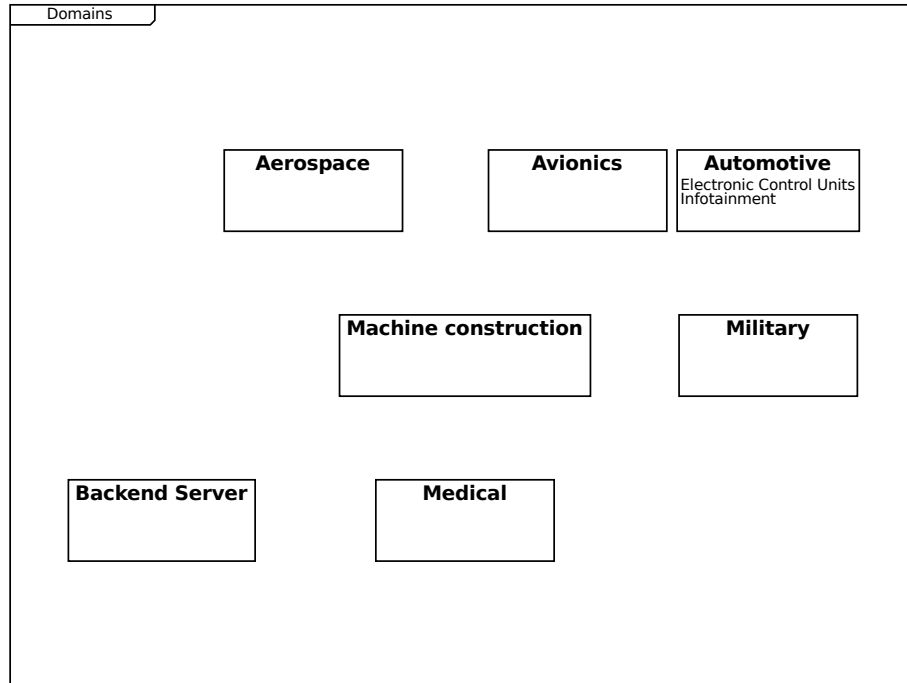 Domains
Aerospace
Avionics
Automotive
Electronic Control Units
Infotainment
Machine construction
Military
Backend Server
Medical